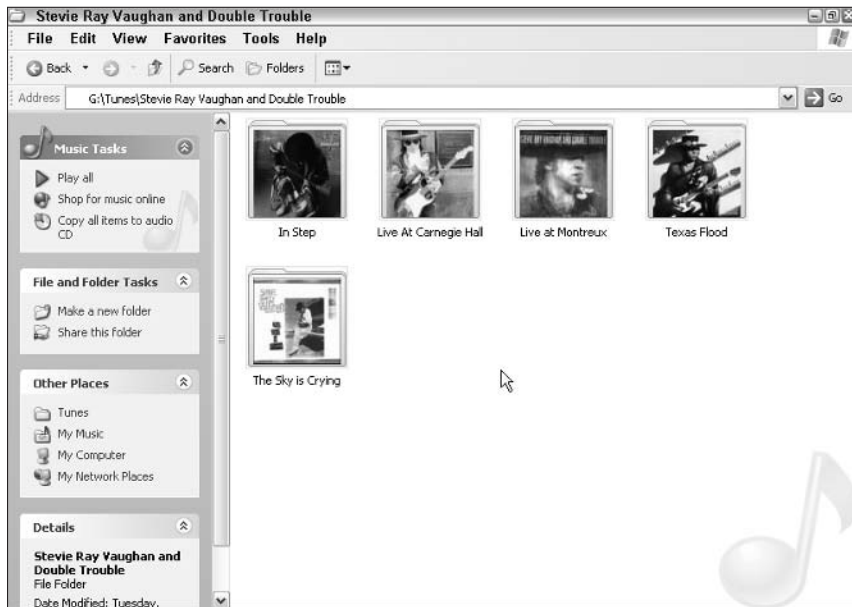 Stevie Ray Vaughan and Double Trouble
File Edit View Favorites Tools Help
Back Search Folders
Address G:\Tunes\Stevie Ray Vaughan and Double Trouble Go
Music Tasks
Play all
Shop for music online
Copy all items to audio
CD
File and Folder Tasks
Make a new folder
Share this folder
Other Places
Tunes
My Music
My Computer
My Network Places
Details
Stevie Ray Vaughan and
Double Trouble
File Folder
Date Modified: Tuesday,
In Step Live At Carnegie Hall Live at Montreux Texas Flood
The Sky is Crying